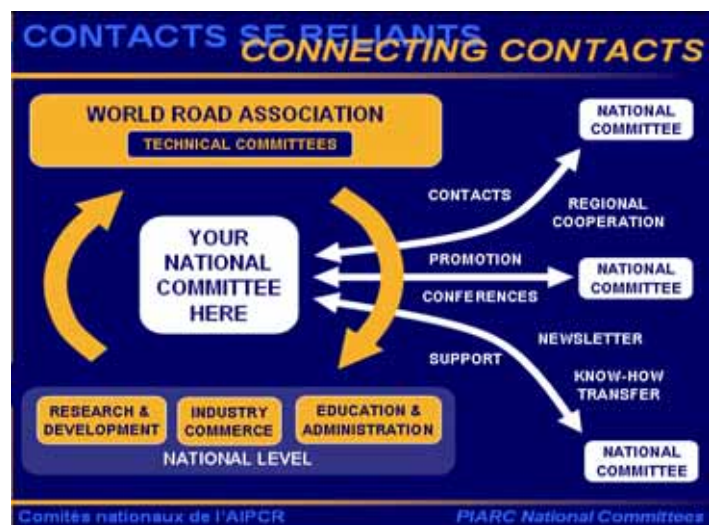 CONTACTS SE RELIANTS
CONNECTING CONTACTS
WORLD ROAD ASSOCIATION
TECHNICAL COMMITTEES
NATIONAL
COMMITTEE
CONTACTS
REGIONAL
COOPERATION
YOUR
NATIONAL
COMMITTEE
HERE
PROMOTION
CONFERENCES
NATIONAL
COMMITTEE
NEWSLETTER
SUPPORT
KNOW-HOW
TRANSFER
RESEARCH &
DEVELOPMENT
INDUSTRY
COMMERCE
EDUCATION &
ADMINISTRATION
NATIONAL LEVEL
NATIONAL
COMMITTEE
Comités nationaux de l'AIPCR
PIARC National Committees